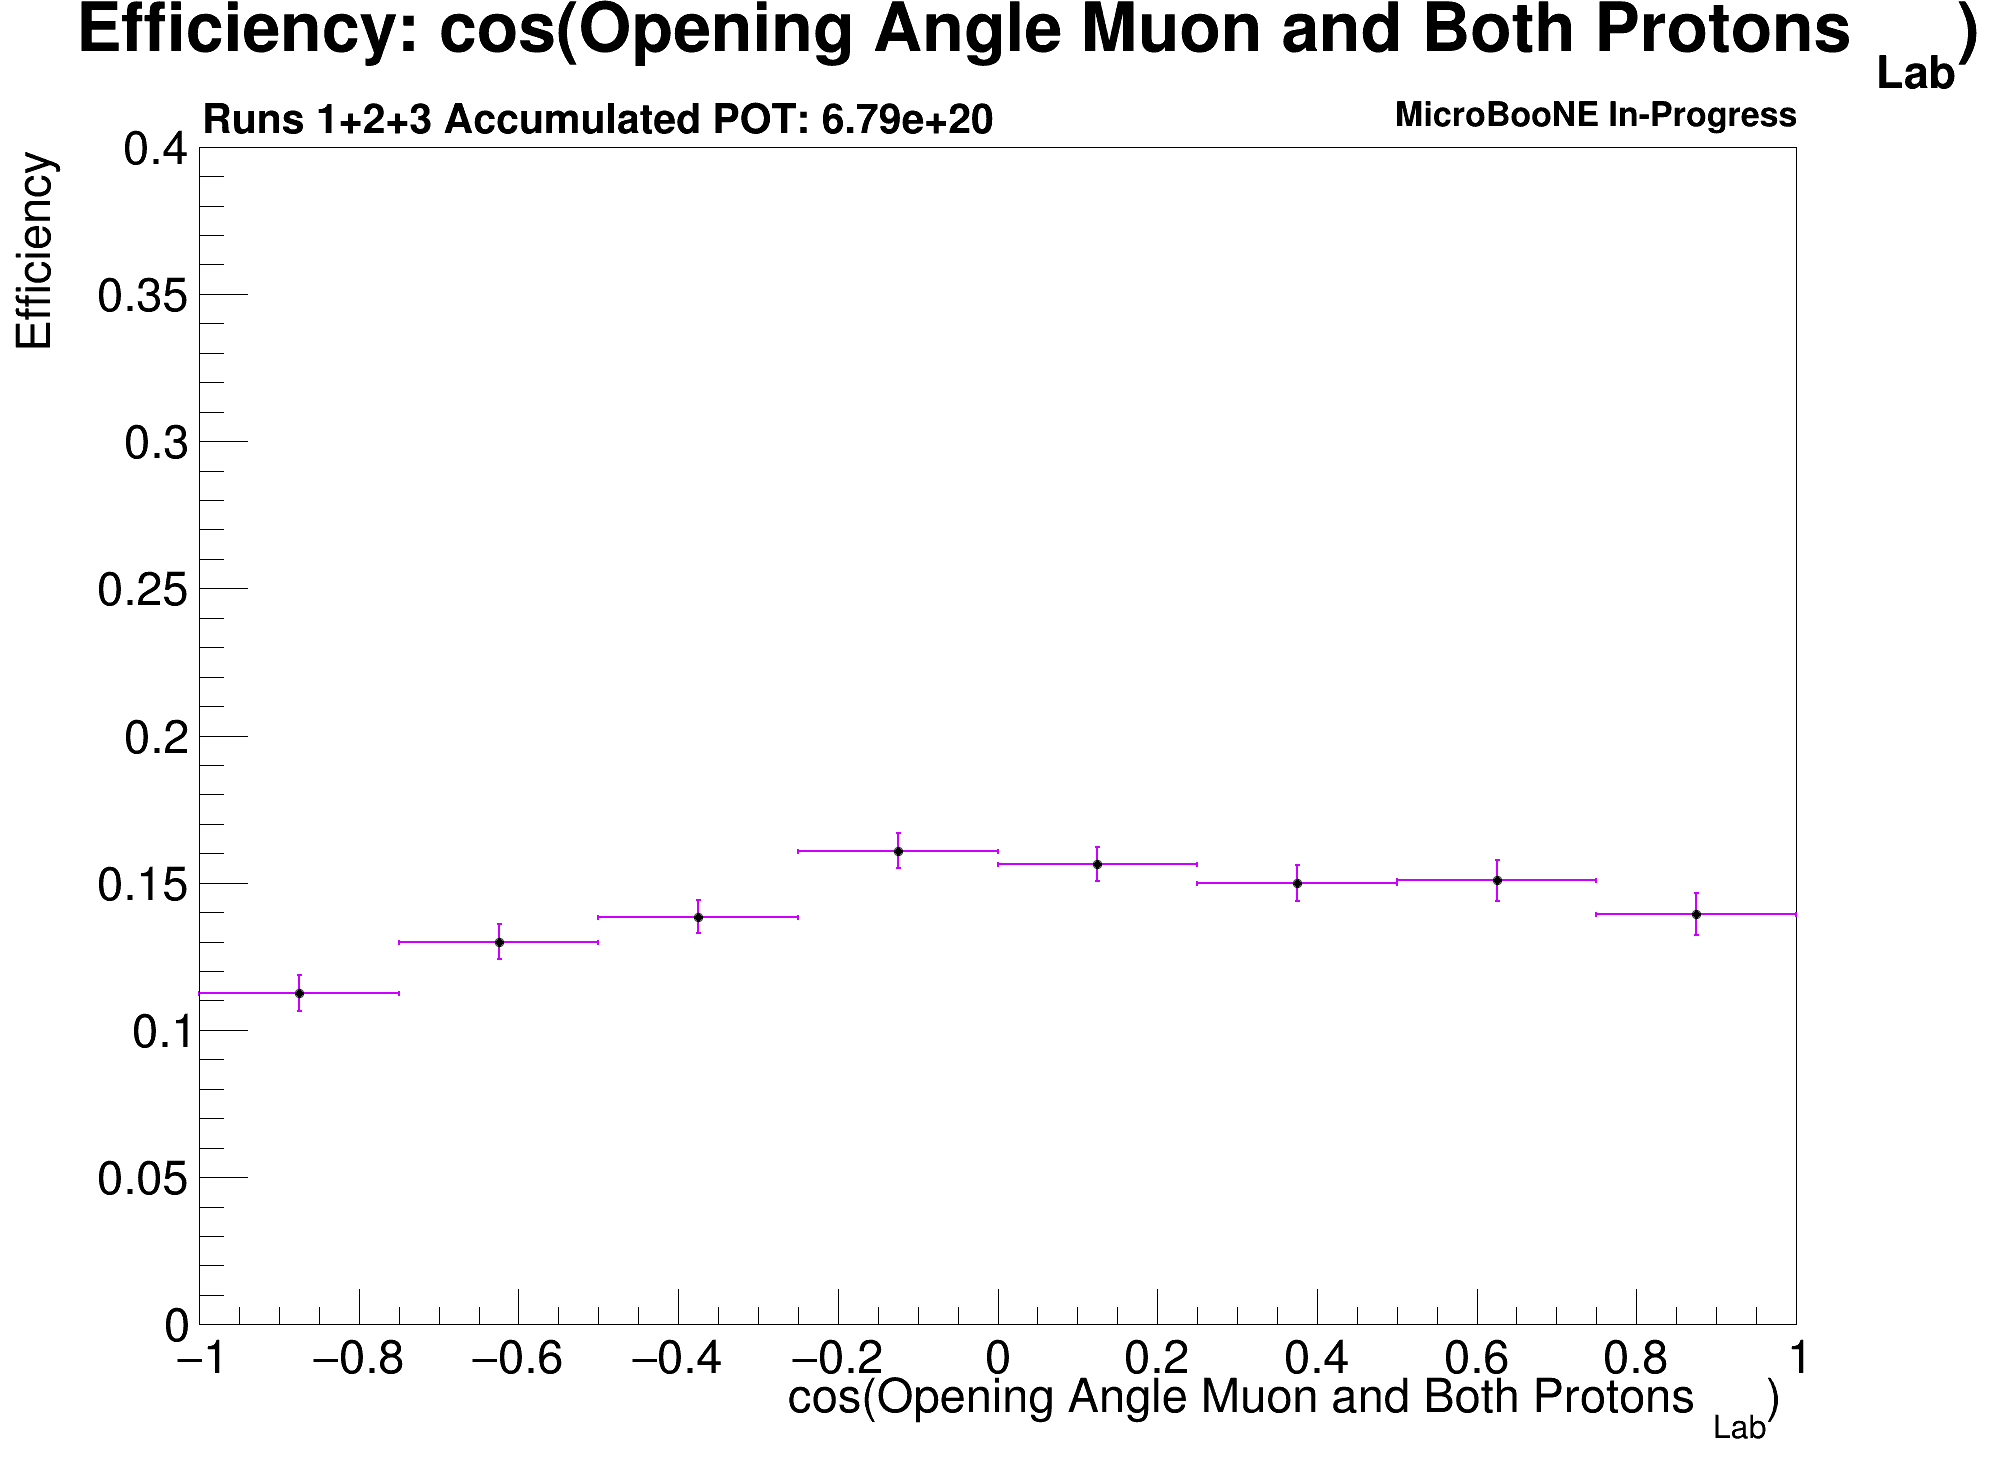 Efficiency: cos(Opening Angle Muon and Both Protons Lab)
Runs 1+2+3 Accumulated POT: 6.79e+20
MicroBooNE In-Progress
Efficiency
0.4
0.35
0.3
0.25
0.2
0.15
0.1
0.05
0
−1 −0.8 −0.6 −0.4 −0.2 0 0.2 0.4 0.6 0.8 1
cos(Opening Angle Muon and Both Protons Lab)